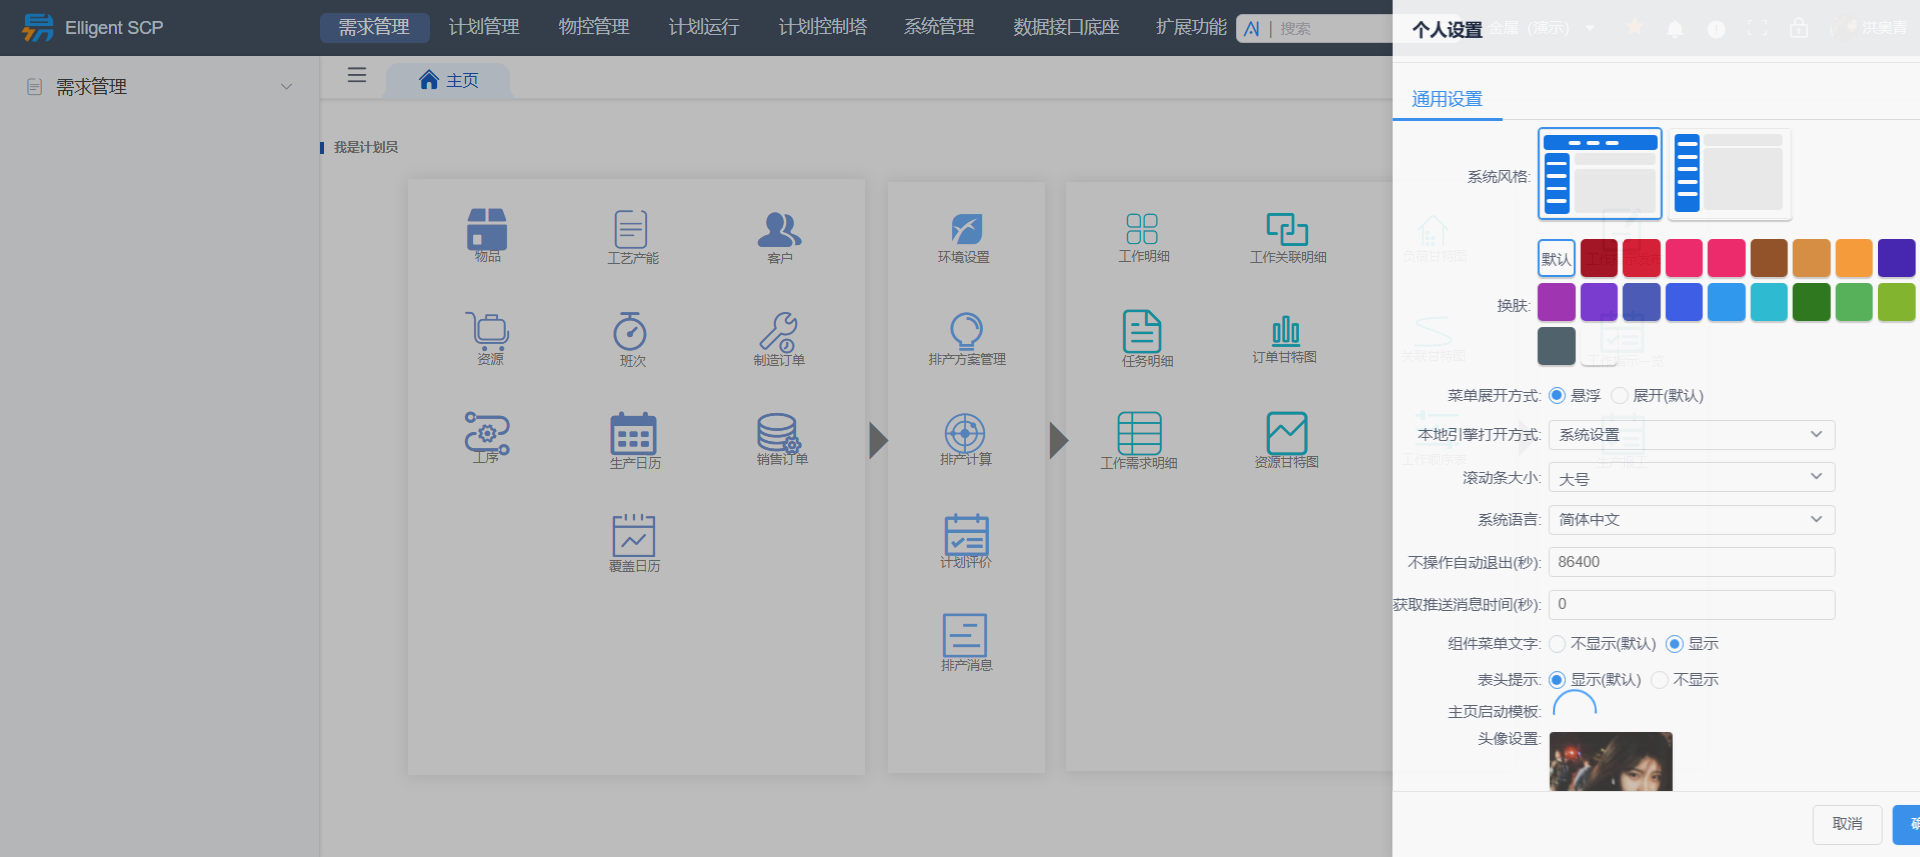 Elligent SCP
需求管理 计划管理 物控管理 计划运行 计划控制塔 系统管理 数据接口底座 扩展功能 AI | 搜索
个人设置
金属 (演示)
需求管理
主页
我是计划员
物品 工艺产能 客户
资源 班次 制造订单
工序 生产日历 销售订单
覆盖日历
环境设置
排产方案管理
排产计算
计划评价
排产消息
工作明细 工作关联明细
任务明细 订单甘特图
工作需求明细 资源甘特图
通用设置
系统风格:
默认
换肤:
菜单展开方式: 悬浮 展开(默认)
本地引擎打开方式: 系统设置
滚动条大小: 大号
系统语言: 简体中文
不操作自动退出(秒): 86400
获取推送消息时间(秒): 0
组件菜单文字: 不显示(默认) 显示
表头提示: 显示(默认) 不显示
主页启动模板:
头像设置:
取消